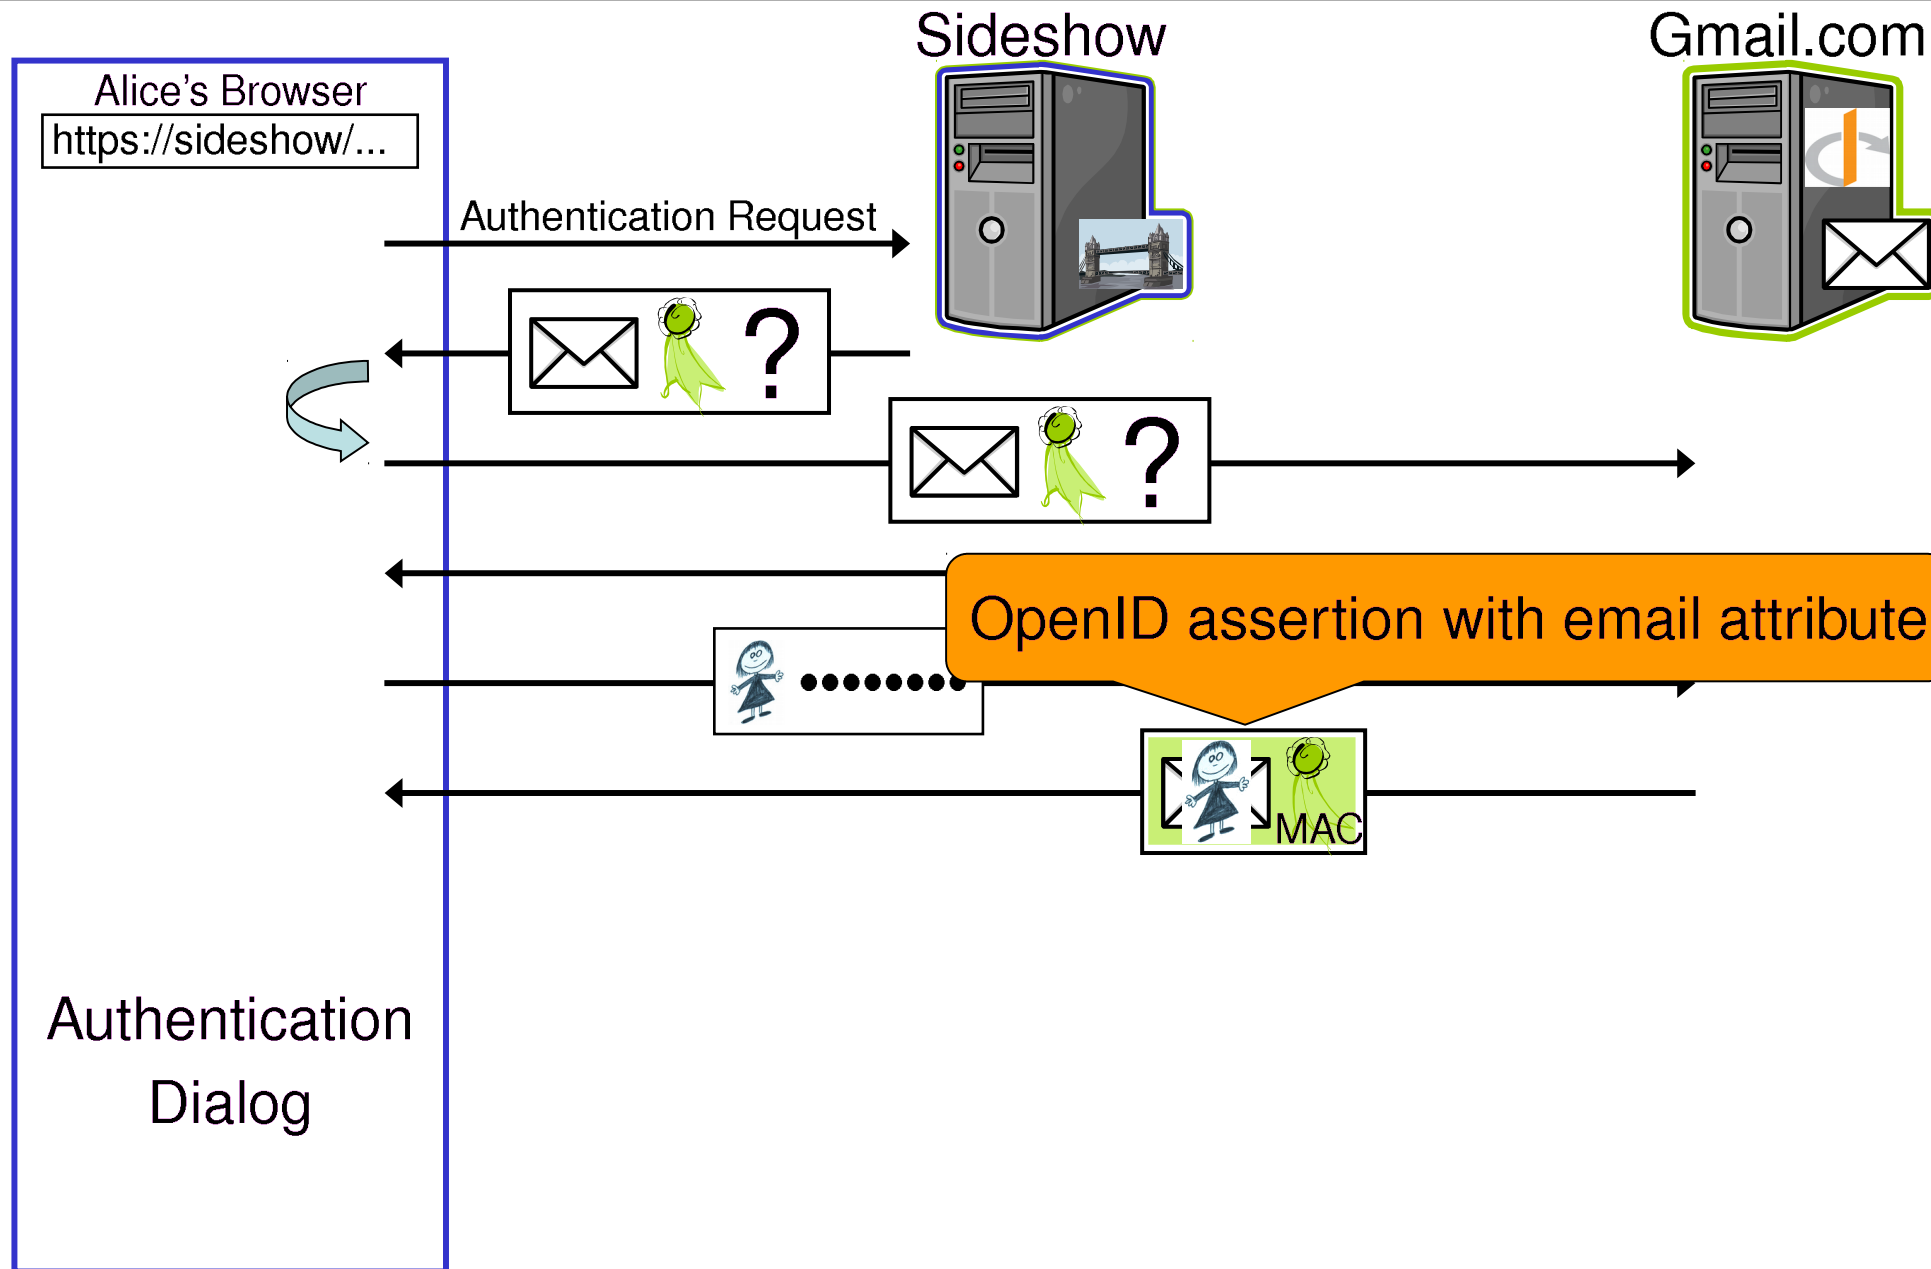 Sideshow
Gmail.com
Alice's Browser
https://sideshow/...
Authentication Request
?
?
OpenID assertion with email attribute
MAC
Authentication
Dialog